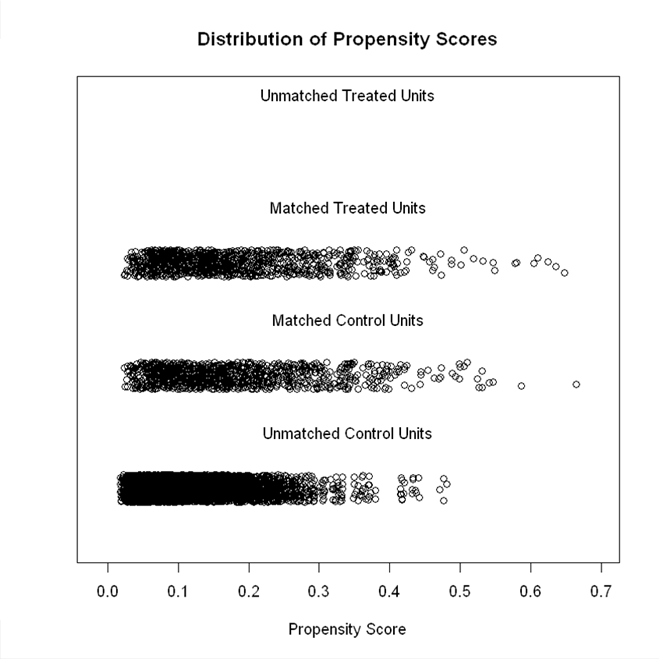 Distribution of Propensity Scores
Unmatched Treated Units
Matched Treated Units
Matched Control Units
Unmatched Control Units
0.0 0.1 0.2 0.3 0.4 0.5 0.6 0.7
Propensity Score